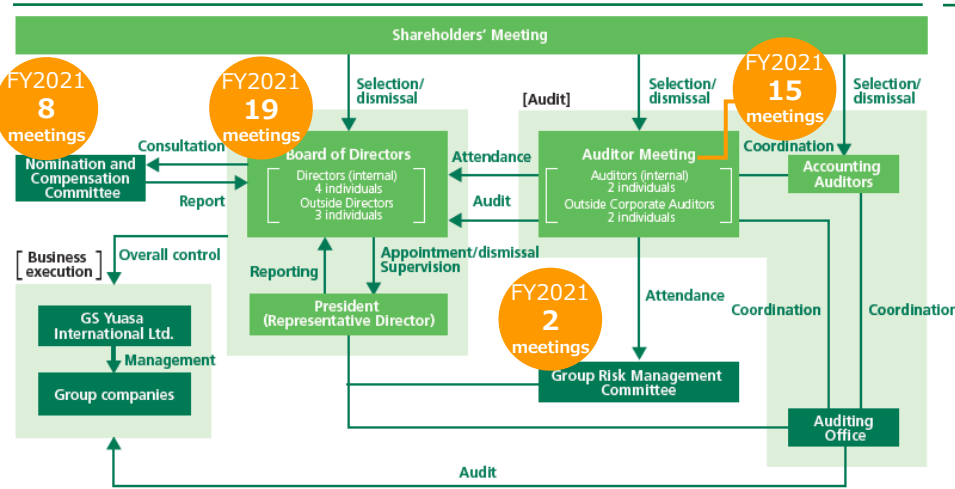 Shareholders' Meeting
FY2021
8
meetings
FY2021
19
meetings
Selection/
dismissal
[Audit]
Selection/
dismissal
FY2021
15
meetings
Selection/
dismissal
Nomination and
Compensation
Committee
Consultation
Report
Board of Directors
Directors (internal)
4 individuals
Outside Directors
3 individuals
Attendance
Audit
Auditor Meeting
Auditors (internal)
2 individuals
Outside Corporate Auditors
2 individuals
Coordination
Accounting
Auditors
[Business
execution]
Overall control
Reporting
Appointment/dismissal
Supervision
President
(Representative Director)
FY2021
2
meetings
Attendance
Coordination
Coordination
GS Yuasa
International Ltd.
Management
Group companies
Group Risk Management
Committee
Auditing
Office
Audit